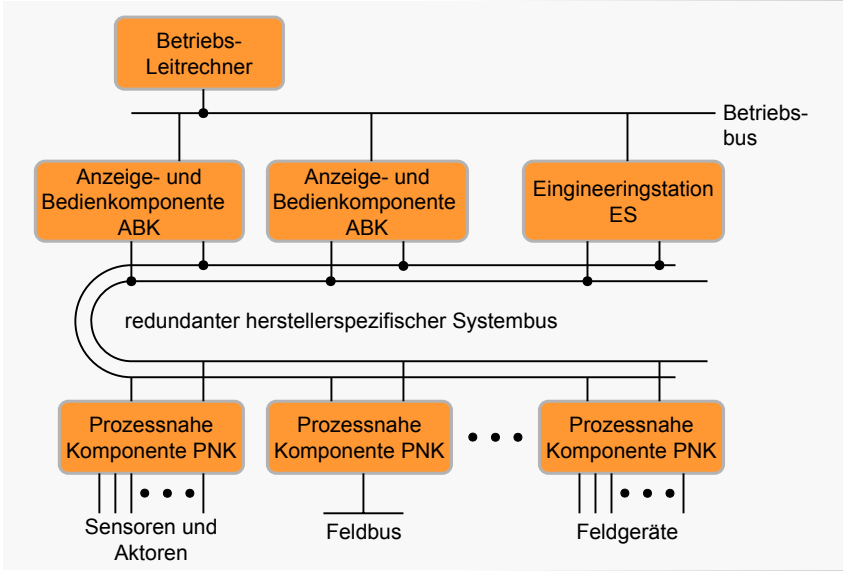 Betriebs-
Leitrechner
Betriebs-
bus
Anzeige- und
Bedienkomponente
ABK
Anzeige- und
Bedienkomponente
ABK
Eingineeringstation
ES
redundanter herstellerspezifischer Systembus
Prozessnahe
Komponente PNK
Prozessnahe
Komponente PNK
Prozessnahe
Komponente PNK
Sensoren und
Aktoren
Feldbus
Feldgeräte